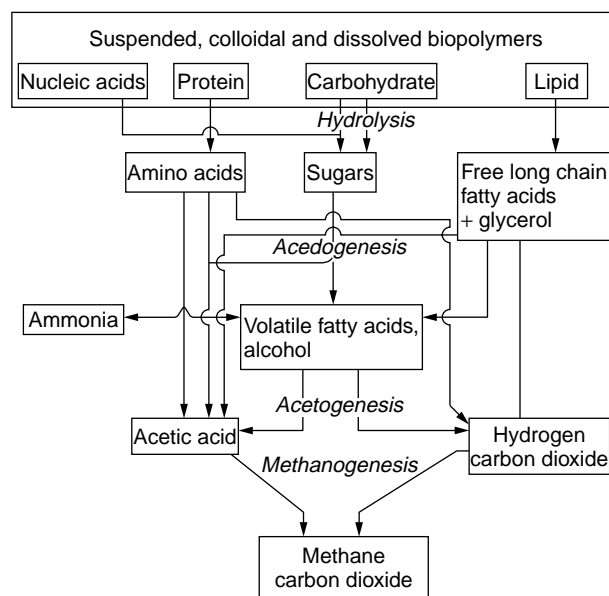 Suspended, colloidal and dissolved biopolymers
Nucleic acids
Protein
Carbohydrate
Lipid
Hydrolysis
Amino acids
Sugars
Free long chain
fatty acids
+ glycerol
Acedogenesis
Ammonia
Volatile fatty acids,
alcohol
Acetogenesis
Acetic acid
Hydrogen
carbon dioxide
Methanogenesis
Methane
carbon dioxide